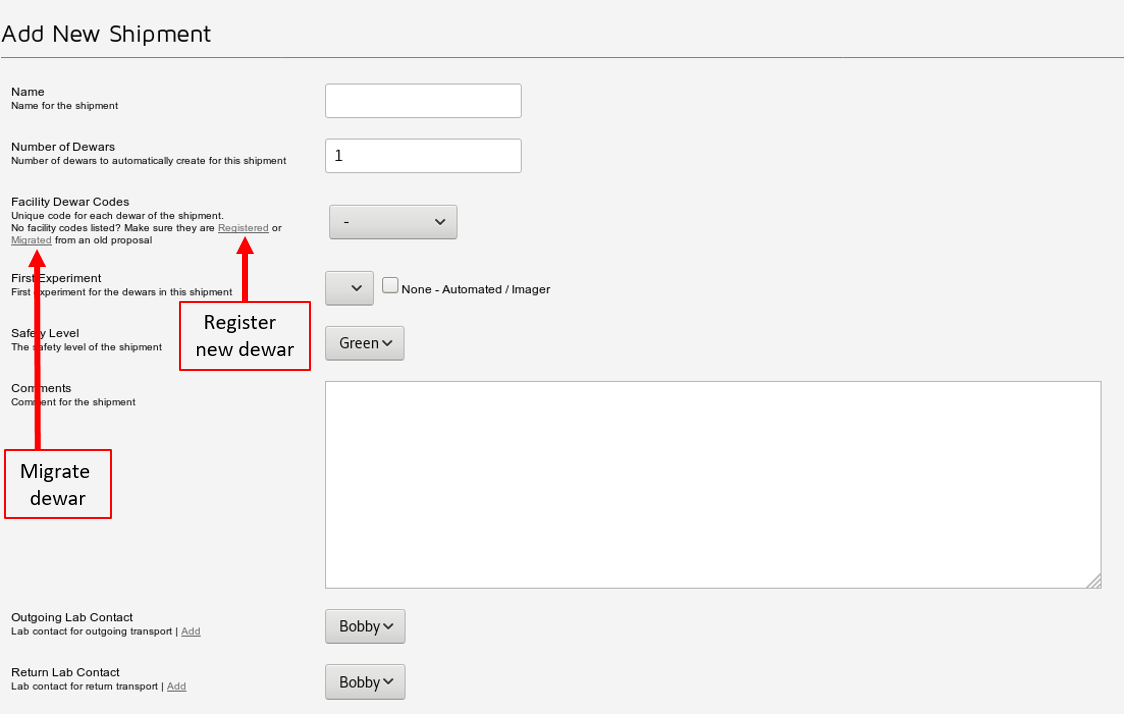 Add New Shipment
Name
Name for the shipment
Number of Dewars
Number of dewars to automatically create for this shipment
1
Facility Dewar Codes
Unique code for each dewar of the shipment.
No facility codes listed? Make sure they are Registered or
Migrated from an old proposal
-
First Experiment
First experiment for the dewars in this shipment
None - Automated / Imager
Register
new dewar
Safety Level
The safety level of the shipment
Green
Comments
Comment for the shipment
Migrate
dewar
Outgoing Lab Contact
Lab contact for outgoing transport | Add
Bobby
Return Lab Contact
Lab contact for return transport | Add
Bobby